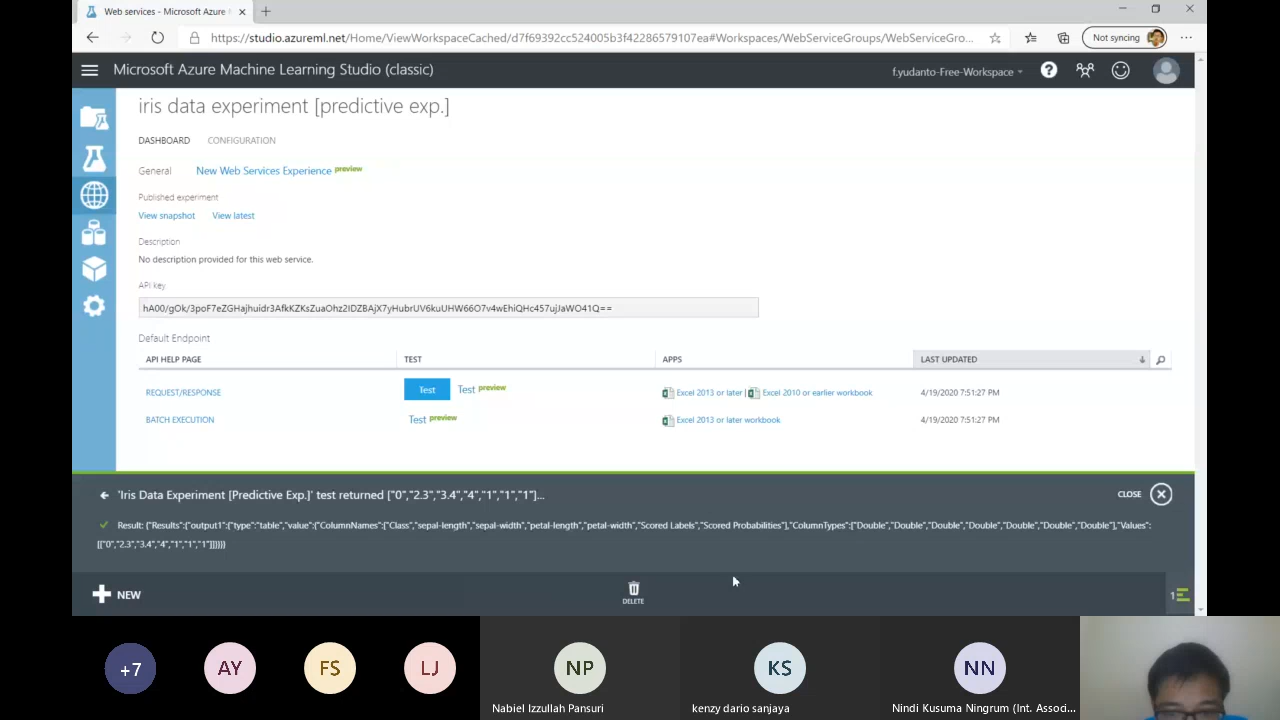 Web services - Microsoft Azure
https://studio.azureml.net/Home/ViewWorkspaceCached/d7f69392cc524005b3f42286579107ea#Workspaces/WebServiceGroups/WebServiceGro...
Not syncing
Microsoft Azure Machine Learning Studio (classic)
f.yudanto-Free-Workspace
iris data experiment [predictive exp.]
DASHBOARD CONFIGURATION
General New Web Services Experience preview
Published experiment
View snapshot View latest
Description
No description provided for this web service.
API key
hA00/gOk/3poF7eZGHajhuidr3AfkKZKsZuaOhz2IDZBAjX7yHubrUV6kuUHW66O7v4wEhiQHc457ujJaWO41Q==
Default Endpoint
API HELP PAGE TEST APPS LAST UPDATED
REQUEST/RESPONSE Test Test preview Excel 2013 or later | Excel 2010 or earlier workbook 4/19/2020 7:51:27 PM
BATCH EXECUTION Test preview Excel 2013 or later workbook 4/19/2020 7:51:27 PM
'Iris Data Experiment [Predictive Exp.]' test returned ["0","2.3","3.4","4","1","1","1"]...
CLOSE
Result: {"Results":{"output1":{"type":"table","value":{"ColumnNames":["Class","sepal-length","sepal-width","petal-length","petal-width","Scored Labels","Scored Probabilities"],"ColumnTypes":["Double","Double","Double","Double","Double","Double","Double"],"Values":
[["0","2.3","3.4","4","1","1","1"]]}}}}
NEW
DELETE
1
+7 AY FS LJ NP KS NN
Nabiel Izzullah Pansuri kenzy dario sanjaya Nindi Kusuma Ningrum (Int. Associ...